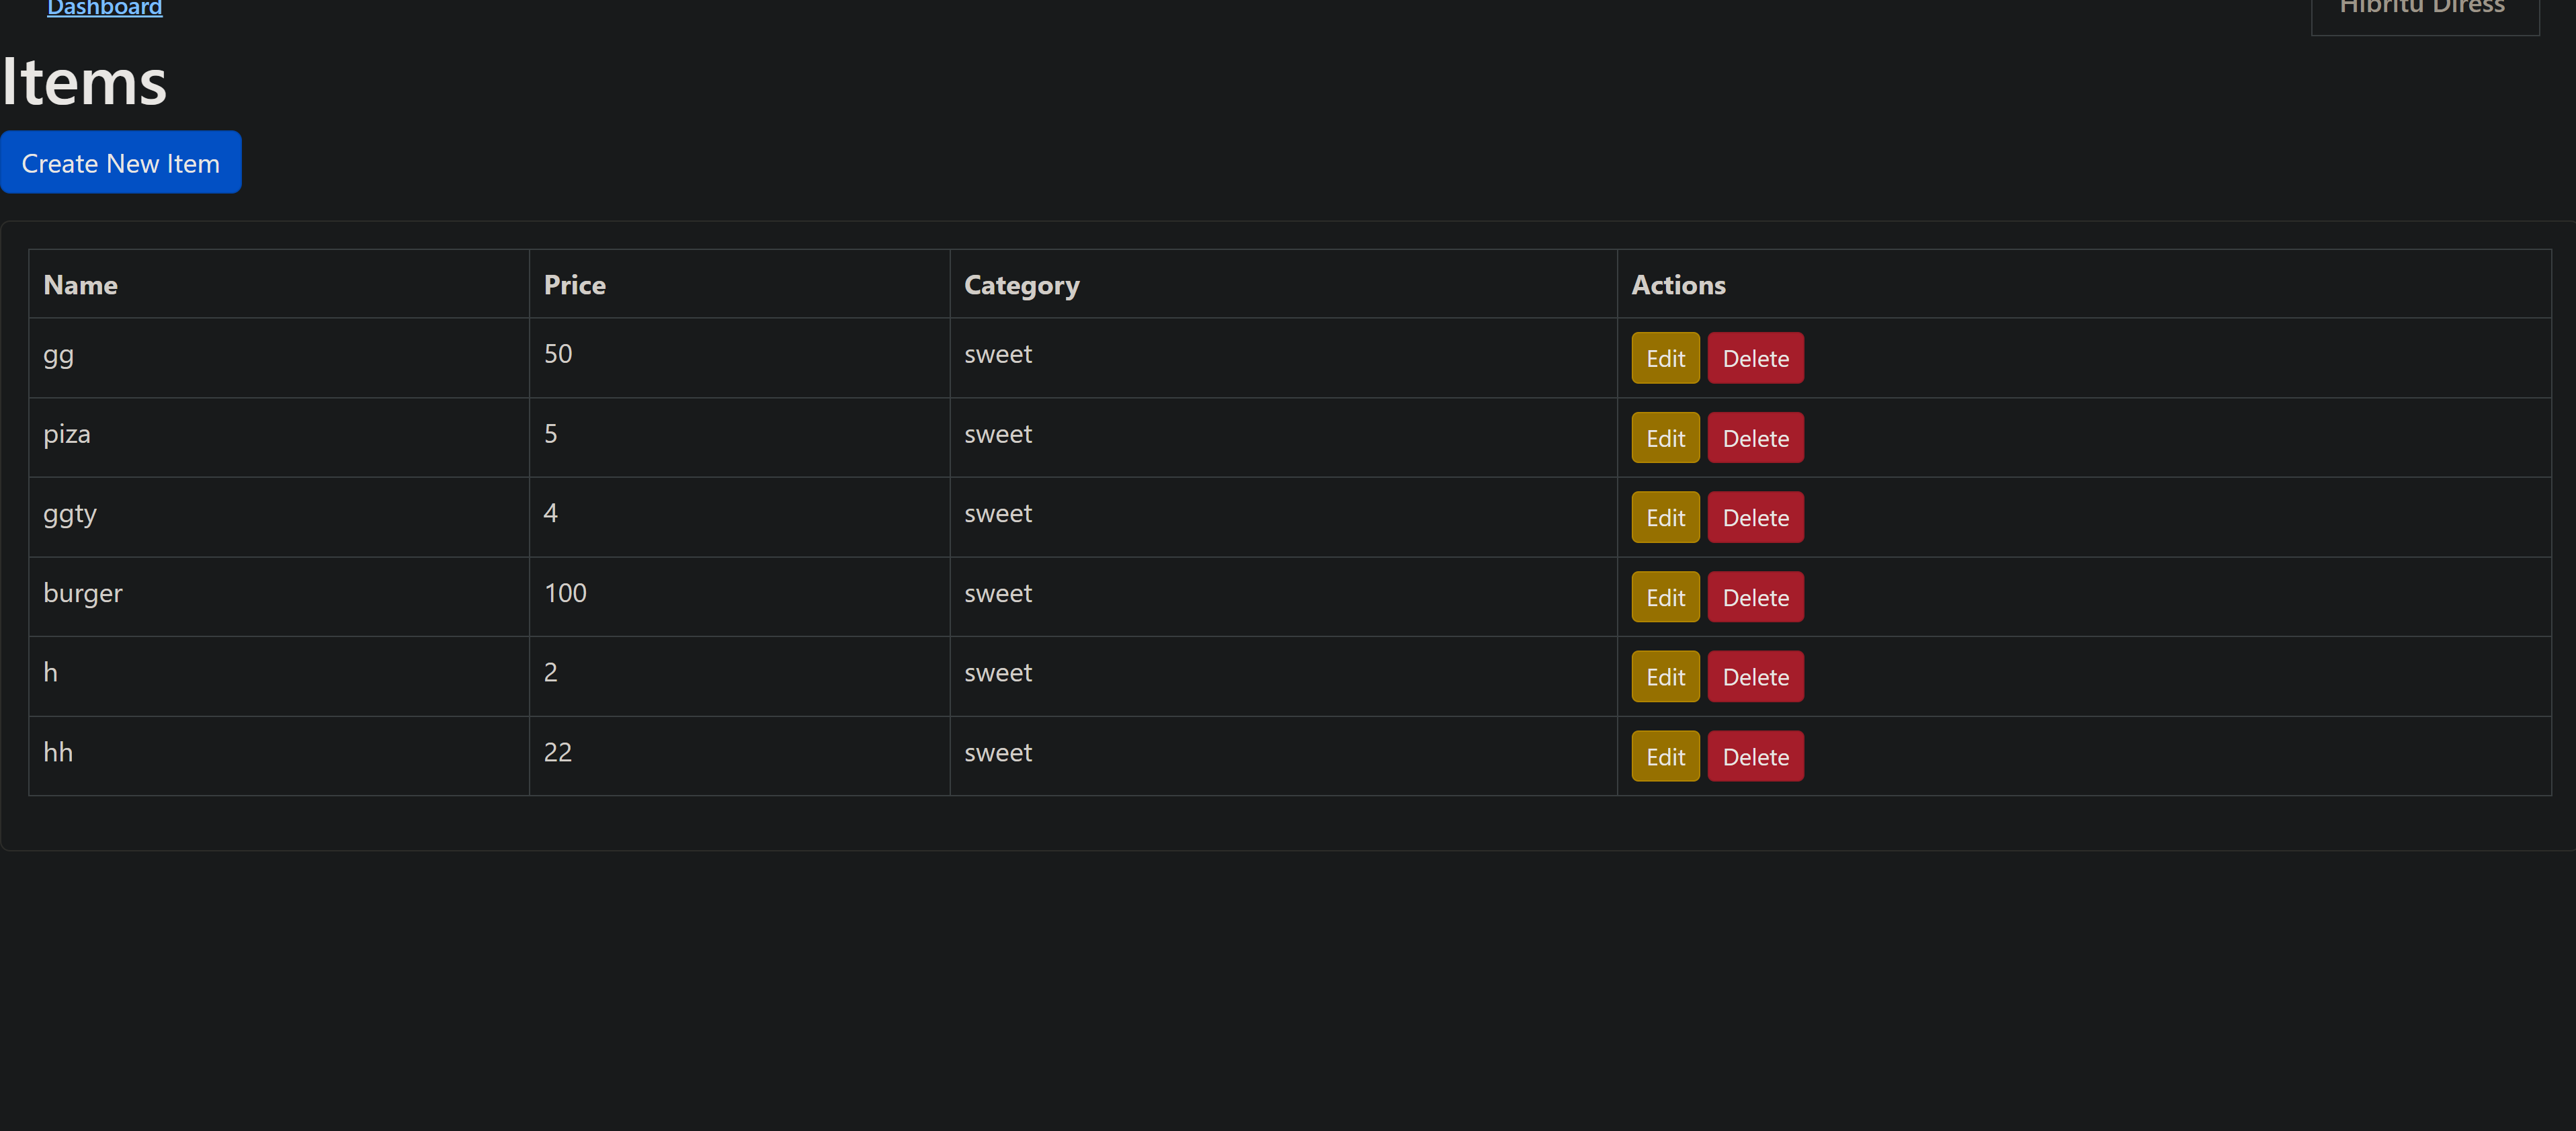 Dashboard
Hibritu Diress
Items
Create New Item
Name Price Category Actions
gg 50 sweet Edit Delete
piza 5 sweet Edit Delete
ggty 4 sweet Edit Delete
burger 100 sweet Edit Delete
h 2 sweet Edit Delete
hh 22 sweet Edit Delete